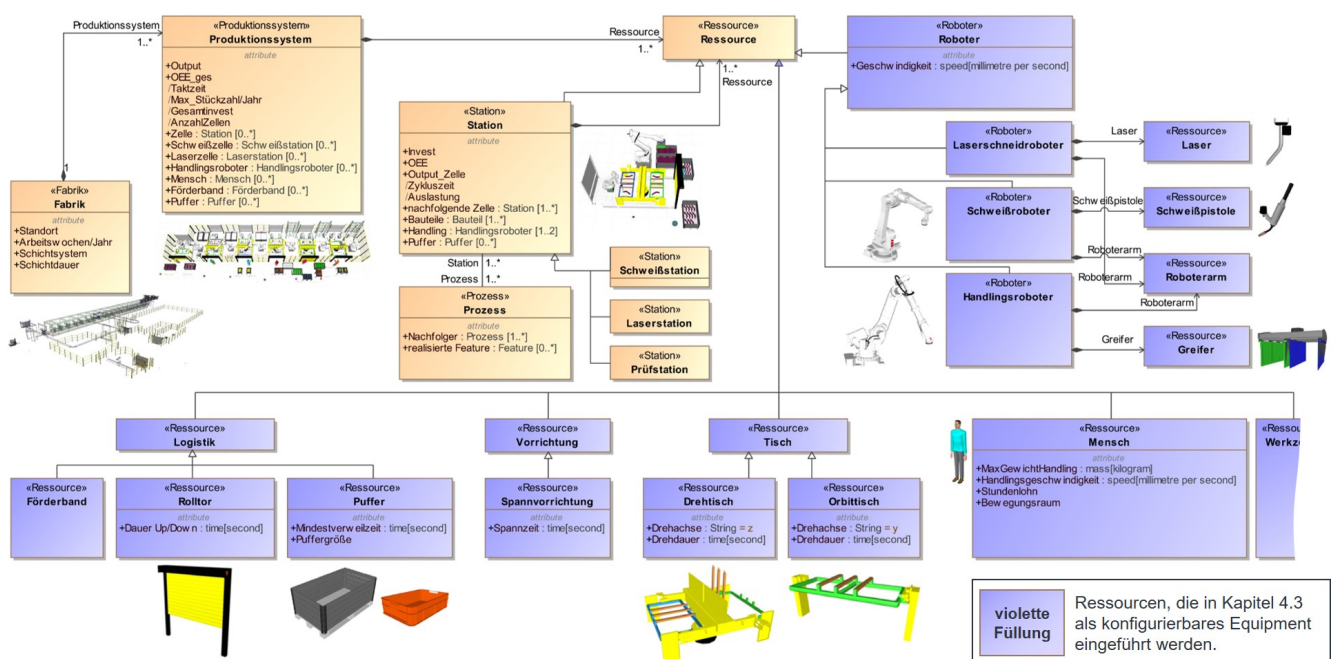 Produktionssystem
1..*
«Produktionssystem»
Produktionssystem
attribute
+Output
+OEE_ges
/Taktzeit
/Max_Stückzahl/Jahr
/Gesamtinvest
/AnzahlZellen
+Zelle : Station [0..*]
+Schweißzelle : Schweißstation [0..*]
+Laserzelle : Laserstation [0..*]
+Handlingsroboter : Handlingsroboter [0..*]
+Mensch : Mensch [0..*]
+Förderband : Förderband [0..*]
+Puffer : Puffer [0..*]
1
«Fabrik»
Fabrik
attribute
+Standort
+Arbeitswochen/Jahr
+Schichtsystem
+Schichtdauer
Ressource
1..*
«Ressource»
Ressource
1..*
Ressource
«Station»
Station
attribute
+Invest
+OEE
+Output_Zelle
/Zykluszeit
/Auslastung
+nachfolgende Zelle : Station [1..*]
+Bauteile : Bauteil [1..*]
+Handling : Handlingsroboter [1..2]
+Puffer : Puffer [0..*]
Station
1..*
Prozess
1..*
«Prozess»
Prozess
attribute
+Nachfolger : Prozess [1..*]
+realisierte Feature : Feature [0..*]
«Station»
Schweißstation
«Station»
Laserstation
«Station»
Prüfstation
«Roboter»
Roboter
attribute
+Geschwindigkeit : speed[millimetre per second]
«Roboter»
Laserschneidroboter
Laser
«Ressource»
Laser
«Roboter»
Schweißroboter
Schweißpistole
«Ressource»
Schweißpistole
Roboterarm
Roboterarm
«Ressource»
Roboterarm
«Roboter»
Handlingsroboter
Roboterarm
Greifer
«Ressource»
Greifer
«Ressource»
Logistik
«Ressource»
Vorrichtung
«Ressource»
Tisch
«Ressource»
Mensch
attribute
+MaxGewichtHandling : mass[kilogram]
+Handlingsgeschwindigkeit : speed[millimetre per second]
+Stundenlohn
+Bewegungsraum
«Ressou
Werkze
«Ressource»
Förderband
«Ressource»
Rolltor
attribute
+Dauer Up/Down : time[second]
«Ressource»
Puffer
attribute
+Mindestverweilzeit : time[second]
+Puffergröße
«Ressource»
Spannvorrichtung
attribute
+Spannzeit : time[second]
«Ressource»
Drehtisch
attribute
+Drehachse : String = z
+Drehdauer : time[second]
«Ressource»
Orbittisch
attribute
+Drehachse : String = y
+Drehdauer : time[second]
violette
Füllung
Ressourcen, die in Kapitel 4.3
als konfigurierbares Equipment
eingeführt werden.